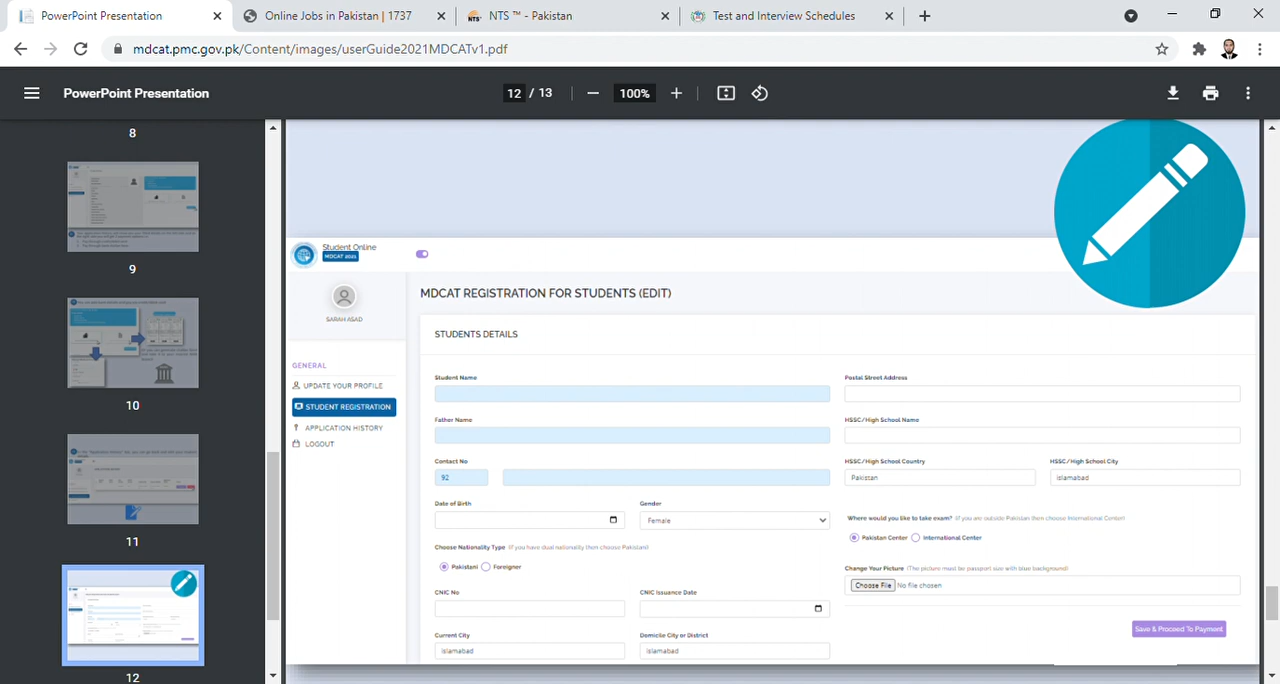 PowerPoint Presentation
Online Jobs in Pakistan | 1737
NTS ™ - Pakistan
Test and Interview Schedules
mdcat.pmc.gov.pk/Content/images/userGuide2021MDCATv1.pdf
PowerPoint Presentation
12 / 13
100%
8
9
10
11
12
Student Online
MDCAT 2021
SARAH ASAD
GENERAL
UPDATE YOUR PROFILE
STUDENT REGISTRATION
APPLICATION HISTORY
LOGOUT
MDCAT REGISTRATION FOR STUDENTS (EDIT)
STUDENTS DETAILS
Student Name
Postal Street Address
Father Name
HSSC/High School Name
Contact No
HSSC/High School Country
HSSC/High School City
92
Pakistan
Islamabad
Date of Birth
Gender
Female
Where would you like to take exam? (If you are outside Pakistan then choose International Center)
Pakistan Center
International Center
Choose Nationality Type (If you have dual nationality then choose Pakistani)
Pakistani
Foreigner
Change Your Picture (The picture must be passport size with blue background)
Choose File No file chosen
CNIC No
CNIC Issuance Date
Save & Proceed To Payment
Current City
Domicile City or District
Islamabad
Islamabad